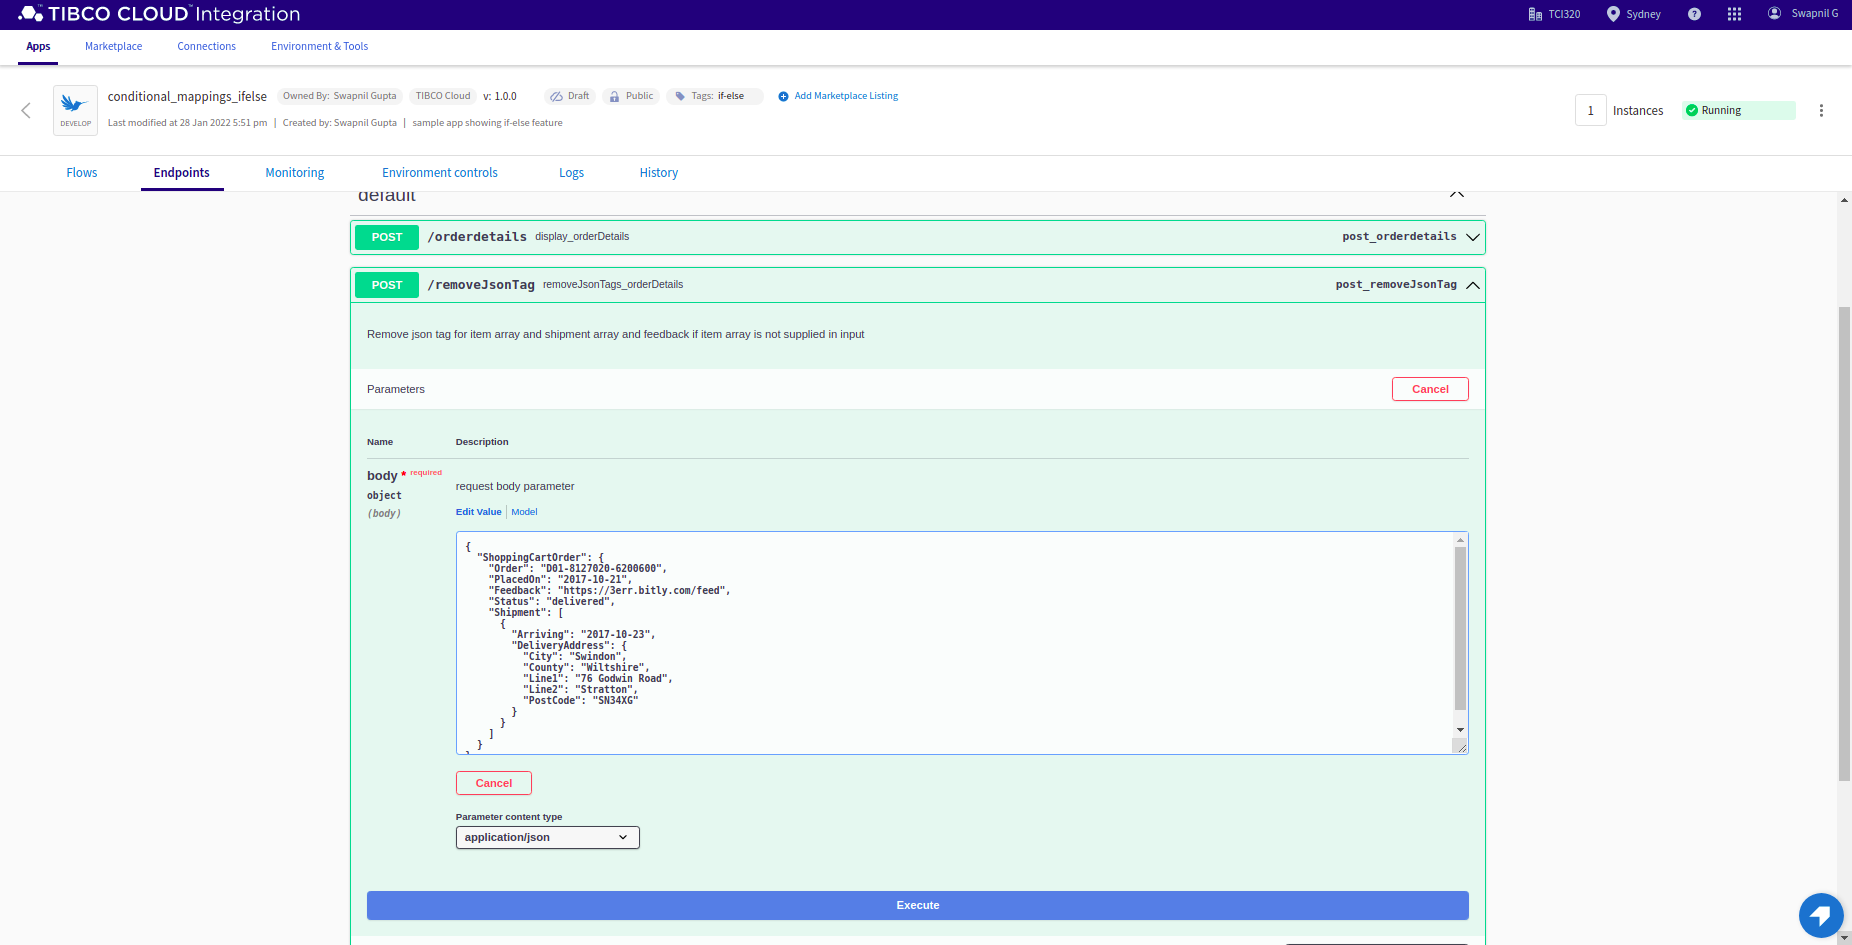 TIBCO CLOUD™ Integration
TCI320
Sydney
?
Swapnil G
Apps
Marketplace
Connections
Environment & Tools
DEVELOP
conditional_mappings_ifelse
Owned By: Swapnil Gupta
TIBCO Cloud
v: 1.0.0
Draft
Public
Tags: if-else
Add Marketplace Listing
Last modified at 28 Jan 2022 5:51 pm | Created by: Swapnil Gupta | sample app showing if-else feature
1
Instances
Running
Flows
Endpoints
Monitoring
Environment controls
Logs
History
default
POST /orderdetails display_orderDetails post_orderdetails
POST /removeJsonTag removeJsonTags_orderDetails post_removeJsonTag
Remove json tag for item array and shipment array and feedback if item array is not supplied in input
Parameters
Cancel
Name
Description
body * required
object
(body)
request body parameter
Edit Value | Model
{
"ShoppingCartOrder": {
"Order": "D01-8127020-6200600",
"PlacedOn": "2017-10-21",
"Feedback": "https://3err.bitly.com/feed",
"Status": "delivered",
"Shipment": [
{
"Arriving": "2017-10-23",
"DeliveryAddress": {
"City": "Swindon",
"County": "Wiltshire",
"Line1": "76 Godwin Road",
"Line2": "Stratton",
"PostCode": "SN34XG"
}
}
]
}
}
Cancel
Parameter content type
application/json
Execute